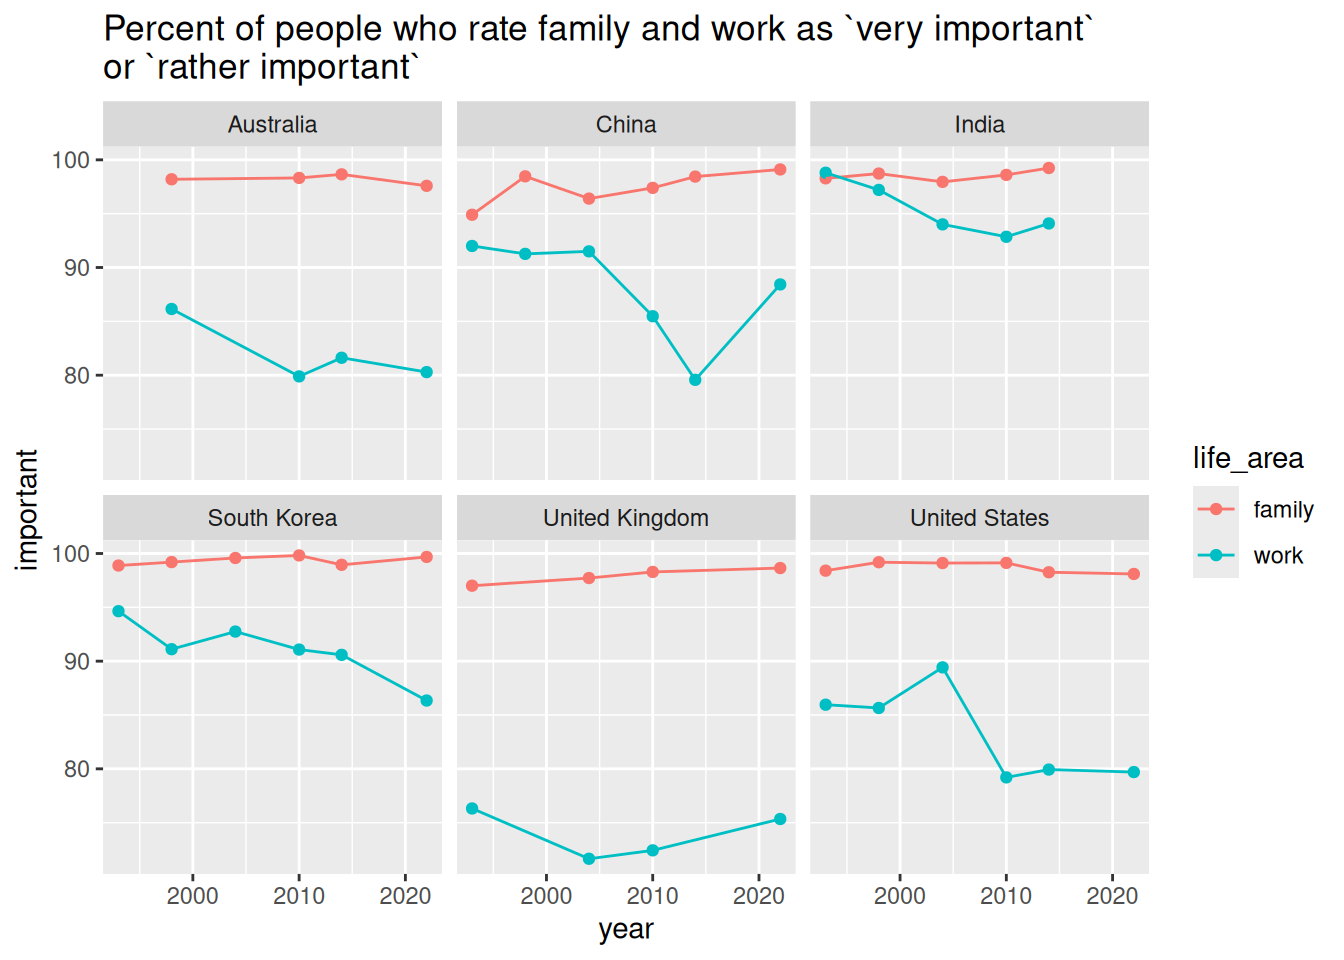 Percent of people who rate family and work as `very important`
or `rather important`
Australia
China
India
100
90
80
South Korea
United Kingdom
United States
100
90
80
2000
2010
2020
2000
2010
2020
2000
2010
2020
year
important
life_area
family
work